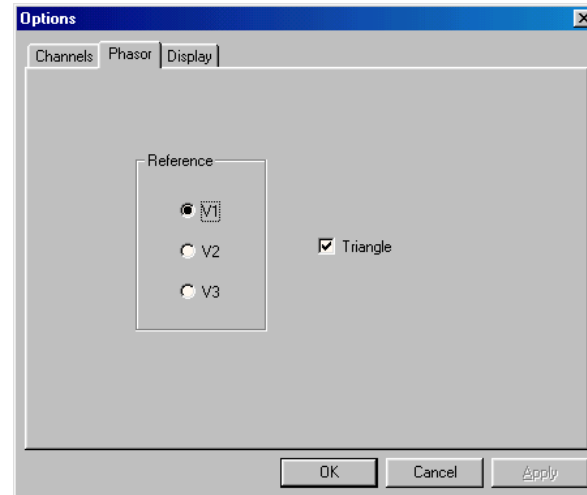 Options
Channels Phasor Display
Reference
V1
V2
Triangle
V3
OK Cancel Apply